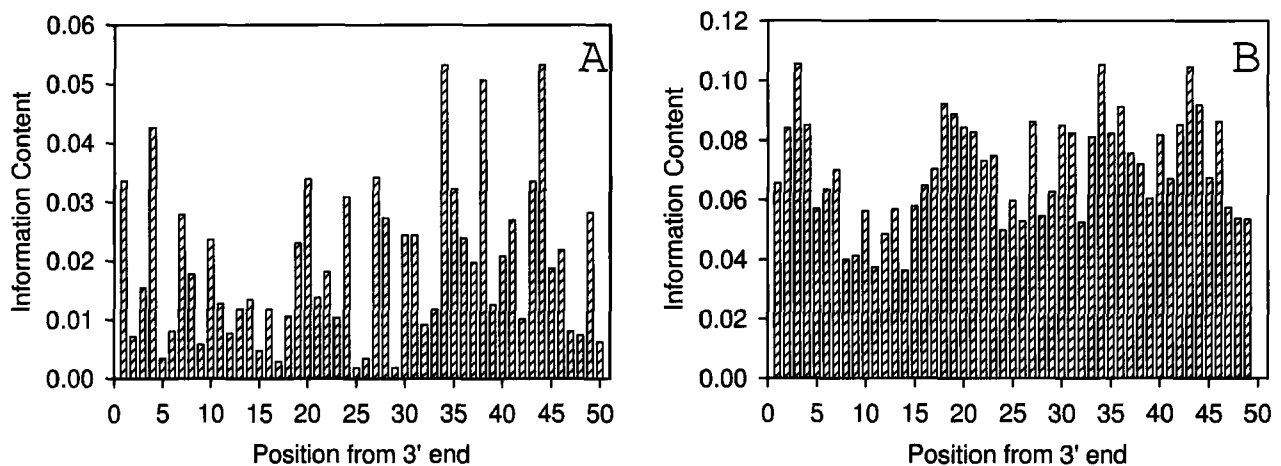 0.06
0.05
0.04
0.03
0.02
0.01
0.00
Information Content
A
0 5 10 15 20 25 30 35 40 45 50
Position from 3' end
0.12
0.10
0.08
0.06
0.04
0.02
0.00
Information Content
B
0 5 10 15 20 25 30 35 40 45 50
Position from 3' end